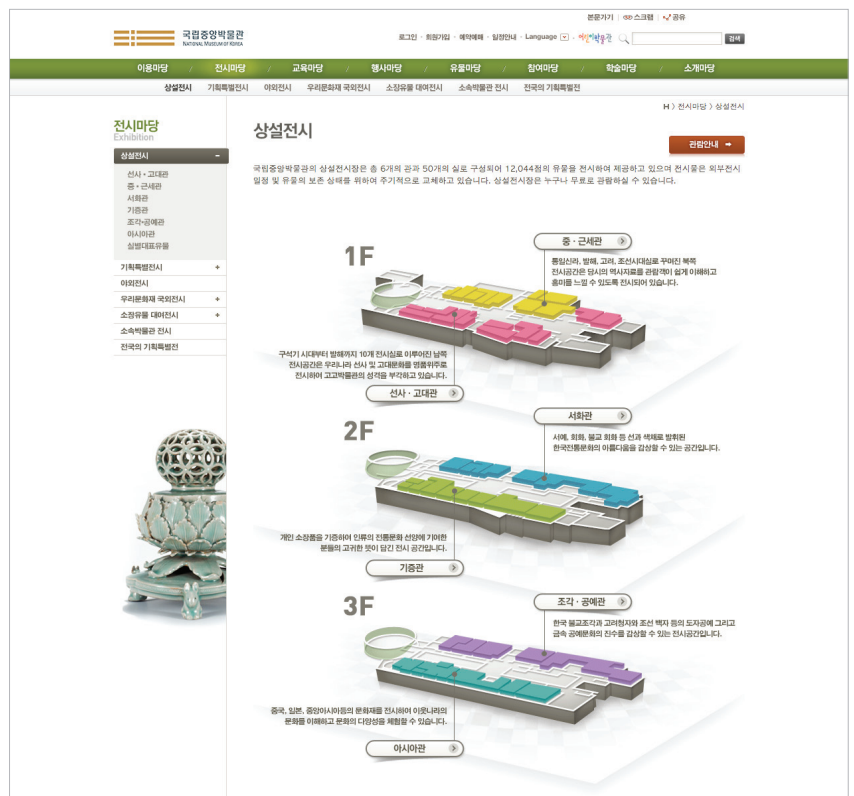 본문가기 | 스크랩 | 공유
국립중앙박물관
NATIONAL MUSEUM OF KOREA
로그인 · 회원가입 · 예약예매 · 일정안내 · Language · 어린이박물관 검색
이용마당 / 전시마당 / 교육마당 / 행사마당 / 유물마당 / 참여마당 / 학술마당 / 소개마당
상설전시 기획특별전시 야외전시 우리문화재 국외전시 소장유물 대여전시 소속박물관 전시 전국의 기획특별전
H 〉 전시마당 〉 상설전시
전시마당
Exhibition
상설전시 -
선사·고대관
중·근세관
서화관
기증관
조각·공예관
아시아관
실별대표유물
기획특별전시 +
야외전시
우리문화재 국외전시 +
소장유물 대여전시 +
소속박물관 전시
전국의 기획특별전
상설전시
관람안내
국립중앙박물관의 상설전시장은 총 6개의 관과 50개의 실로 구성되어 12,044점의 유물을 전시하여 제공하고 있으며 전시물은 외부전시
일정 및 유물의 보존 상태를 위하여 주기적으로 교체하고 있습니다. 상설전시장은 누구나 무료로 관람하실 수 있습니다.
1F
중·근세관
통일신라, 발해, 고려, 조선시대실로 꾸며진 북쪽
전시공간은 당시의 역사자료를 관람객이 쉽게 이해하고
흥미를 느낄 수 있도록 전시되어 있습니다.
구석기 시대부터 발해까지 10개 전시실로 이루어진 남쪽
전시공간은 우리나라 선사 및 고대문화를 명품위주로
전시하여 고고박물관의 성격을 부각하고 있습니다.
선사·고대관
2F
서화관
서예, 회화, 불교 회화 등 선과 색채로 발휘된
한국전통문화의 아름다움을 감상할 수 있는 공간입니다.
개인 소장품을 기증하여 인류의 전통문화 선양에 기여한
분들의 고귀한 뜻이 담긴 전시 공간입니다.
기증관
3F
조각·공예관
한국 불교조각과 고려청자와 조선 백자 등의 도자공예 그리고
금속 공예문화의 진수를 감상할 수 있는 전시공간입니다.
중국, 일본, 중앙아시아등의 문화재를 전시하여 이웃나라의
문화를 이해하고 문화의 다양성을 체험할 수 있습니다.
아시아관